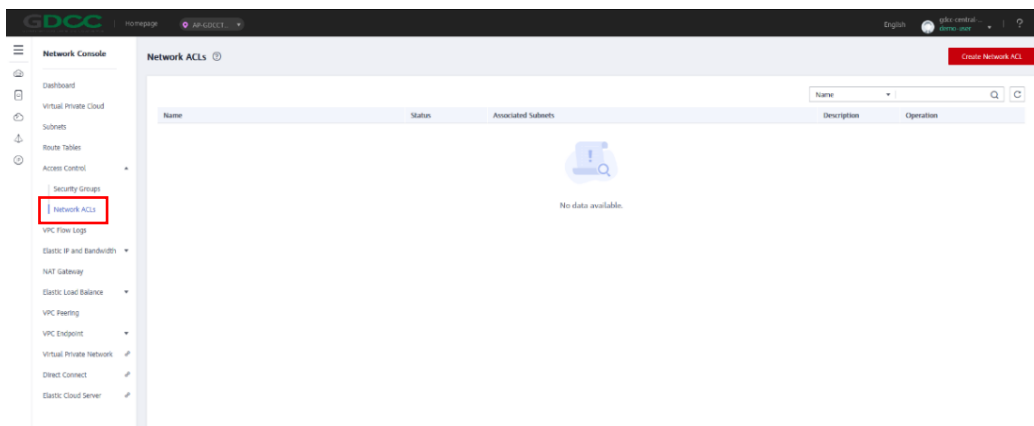 GDCC Homepage AP-GDCCT... English gdcc-central-... demo-user ?
Network Console
Network ACLs ?
Create Network ACL
Dashboard
Virtual Private Cloud
Subnets
Route Tables
Access Control
Security Groups
Network ACLs
VPC Flow Logs
Elastic IP and Bandwidth
NAT Gateway
Elastic Load Balance
VPC Peering
VPC Endpoint
Virtual Private Network
Direct Connect
Elastic Cloud Server
Name
Name Status Associated Subnets Description Operation
No data available.